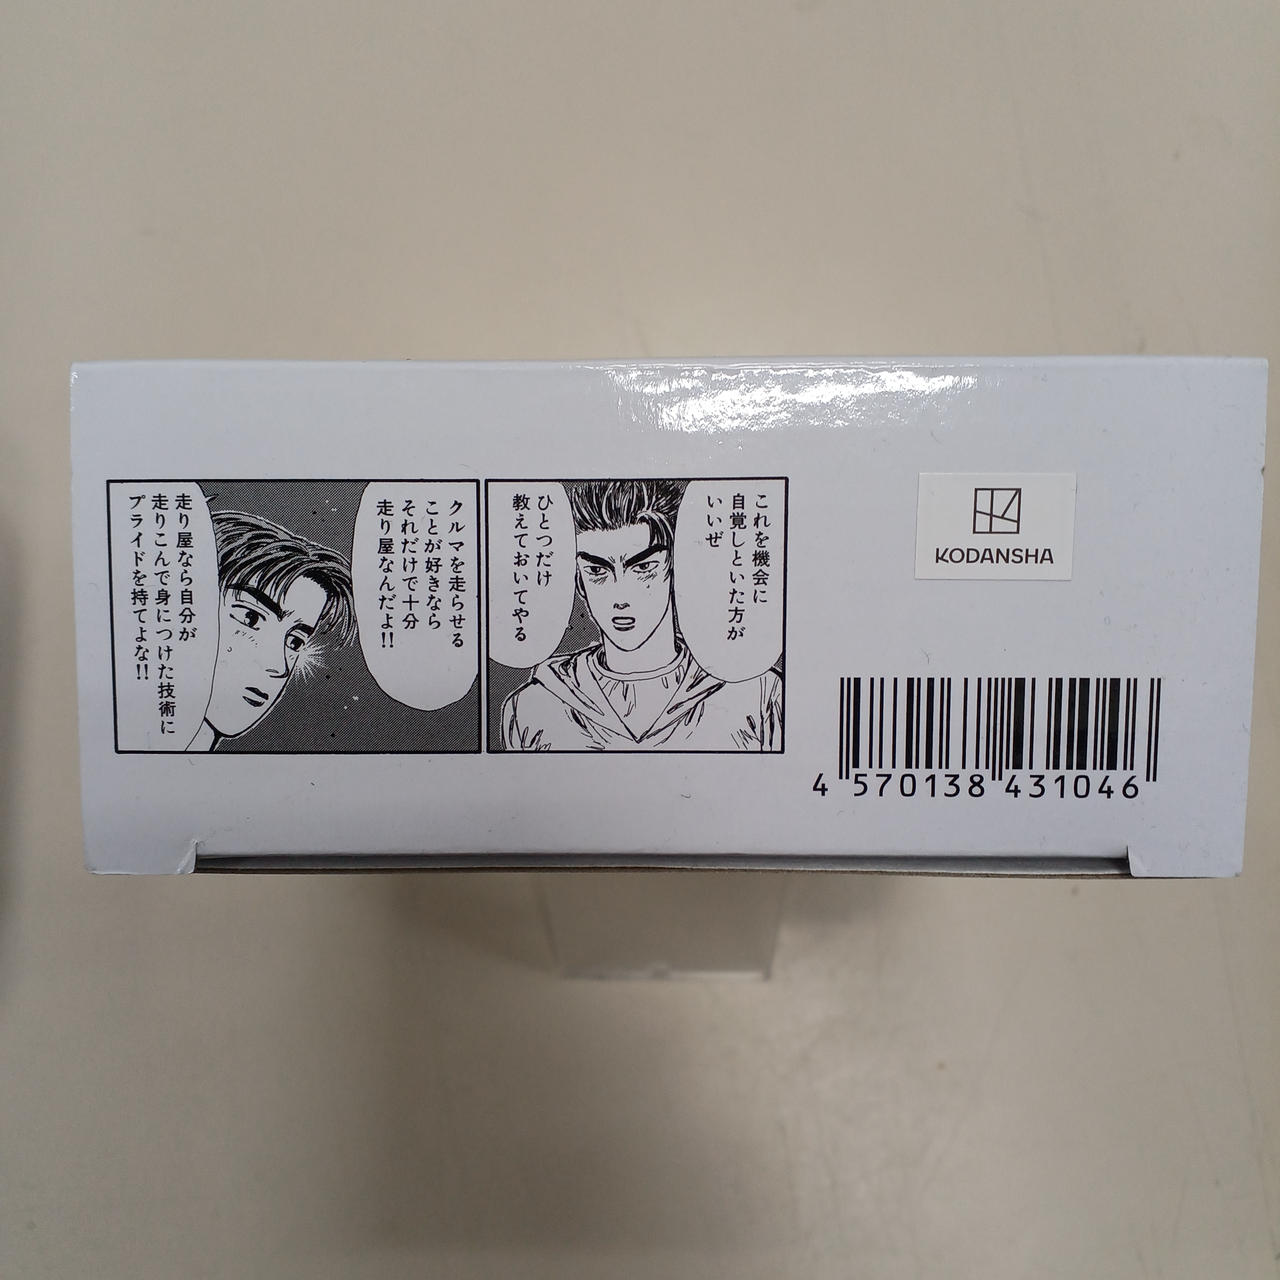 これを機会に
自覚しといた方が
いいぜ
ひとつだけ
教えておいてやる
クルマを走らせる
ことが好きなら
それだけで十分
走り屋なんだよ!!
走り屋なら自分が
走りこんで身につけた技術に
プライドを持てよな!!
KODANSHA
4 570138 431046